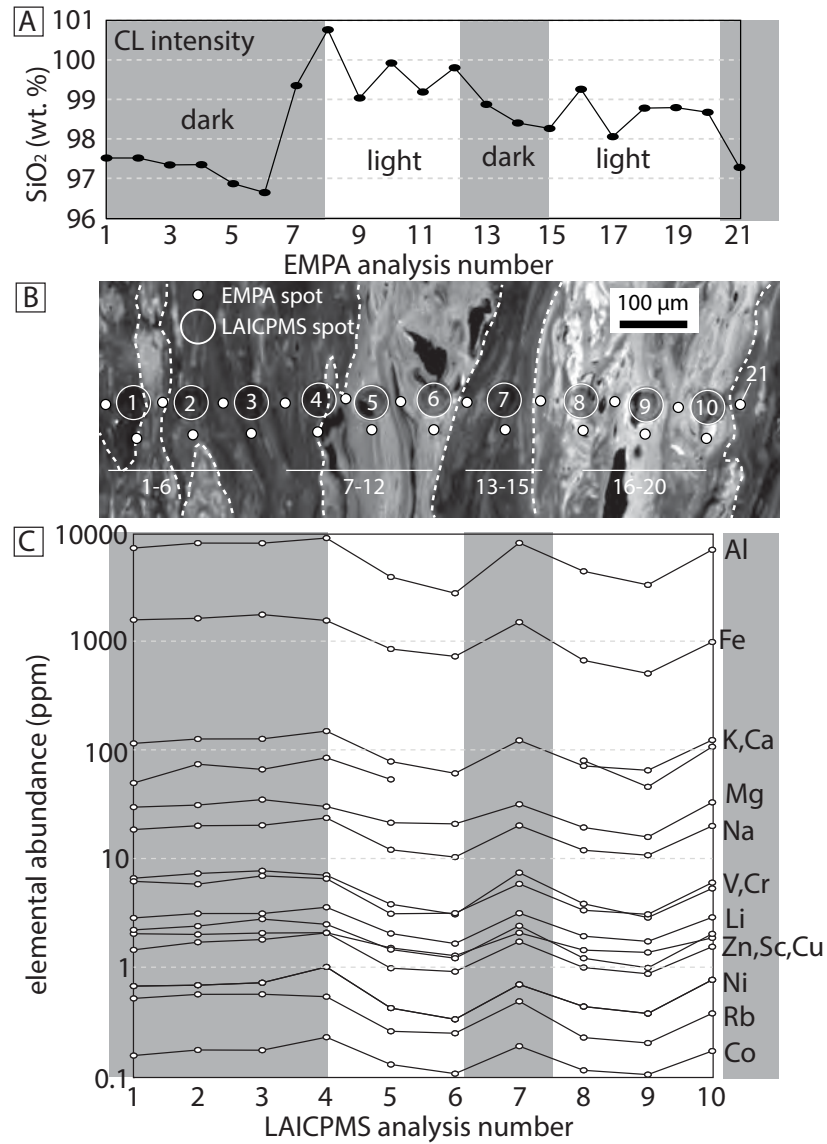 A
CL intensity
SiO₂ (wt. %)
101
100
99
98
97
96
dark
light
dark
light
1 3 5 7 9 11 13 15 17 19 21
EMPA analysis number
B
EMPA spot
LAICPMS spot
100 µm
21
1 2 3 4 5 6 7 8 9 10
1-6 7-12 13-15 16-20
C
elemental abundance (ppm)
10000
1000
100
10
1
0.1
Al
Fe
K,Ca
Mg
Na
V,Cr
Li
Zn,Sc,Cu
Ni
Rb
Co
1 2 3 4 5 6 7 8 9 10
LAICPMS analysis number